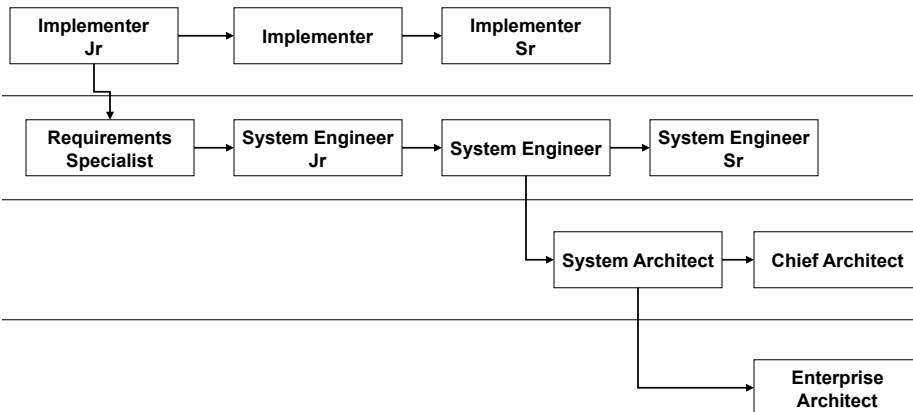 Implementer
Jr
Implementer
Implementer
Sr
Requirements
Specialist
System Engineer
Jr
System Engineer
System Engineer
Sr
System Architect
Chief Architect
Enterprise
Architect